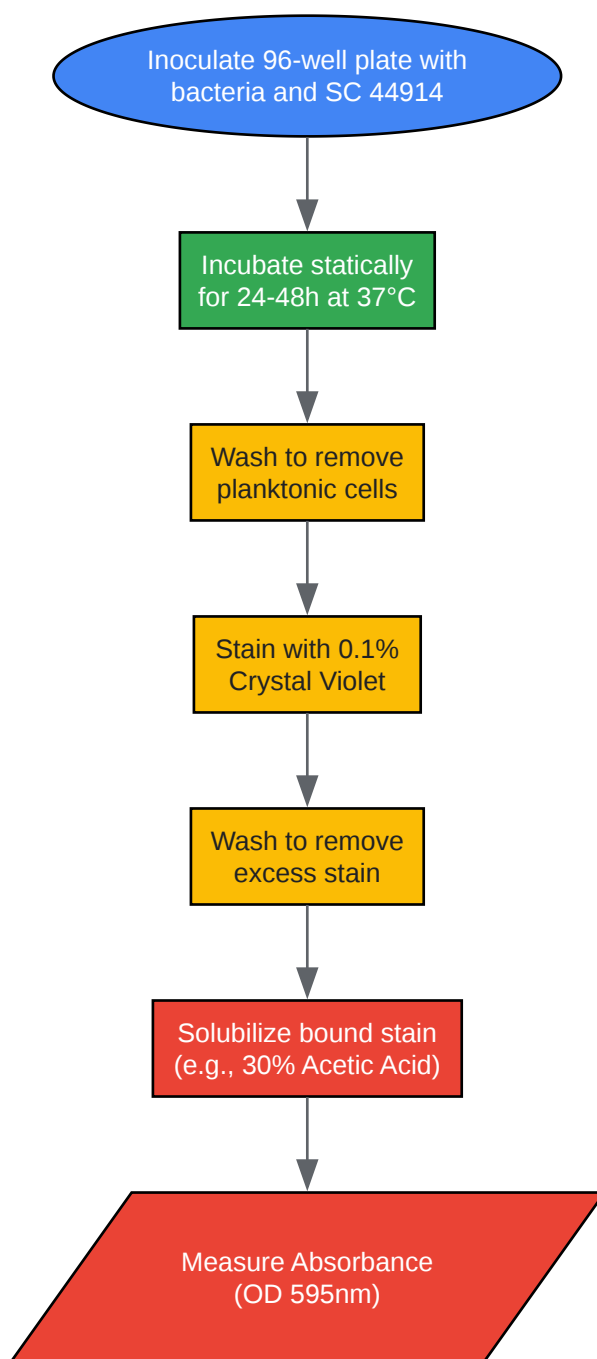 Inoculate 96-well plate with
bacteria and SC 44914
Incubate statically
for 24-48h at 37°C
Wash to remove
planktonic cells
Stain with 0.1%
Crystal Violet
Wash to remove
excess stain
Solubilize bound stain
(e.g., 30% Acetic Acid)
Measure Absorbance
(OD 595nm)